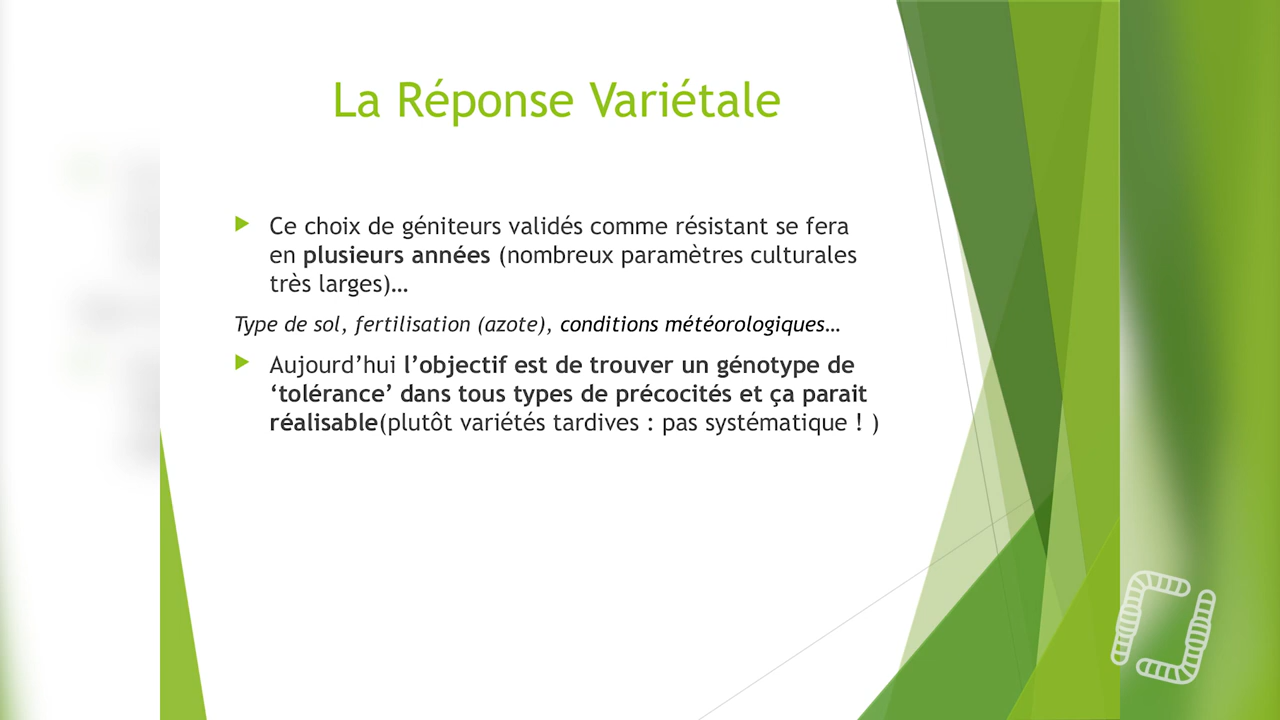 La Réponse Variétale
Ce choix de géniteurs validés comme résistant se fera
en plusieurs années (nombreux paramètres culturales
très larges)…
Type de sol, fertilisation (azote), conditions météorologiques…
Aujourd’hui l’objectif est de trouver un génotype de
‘tolérance’ dans tous types de précocités et ça parait
réalisable(plutôt variétés tardives : pas systématique ! )